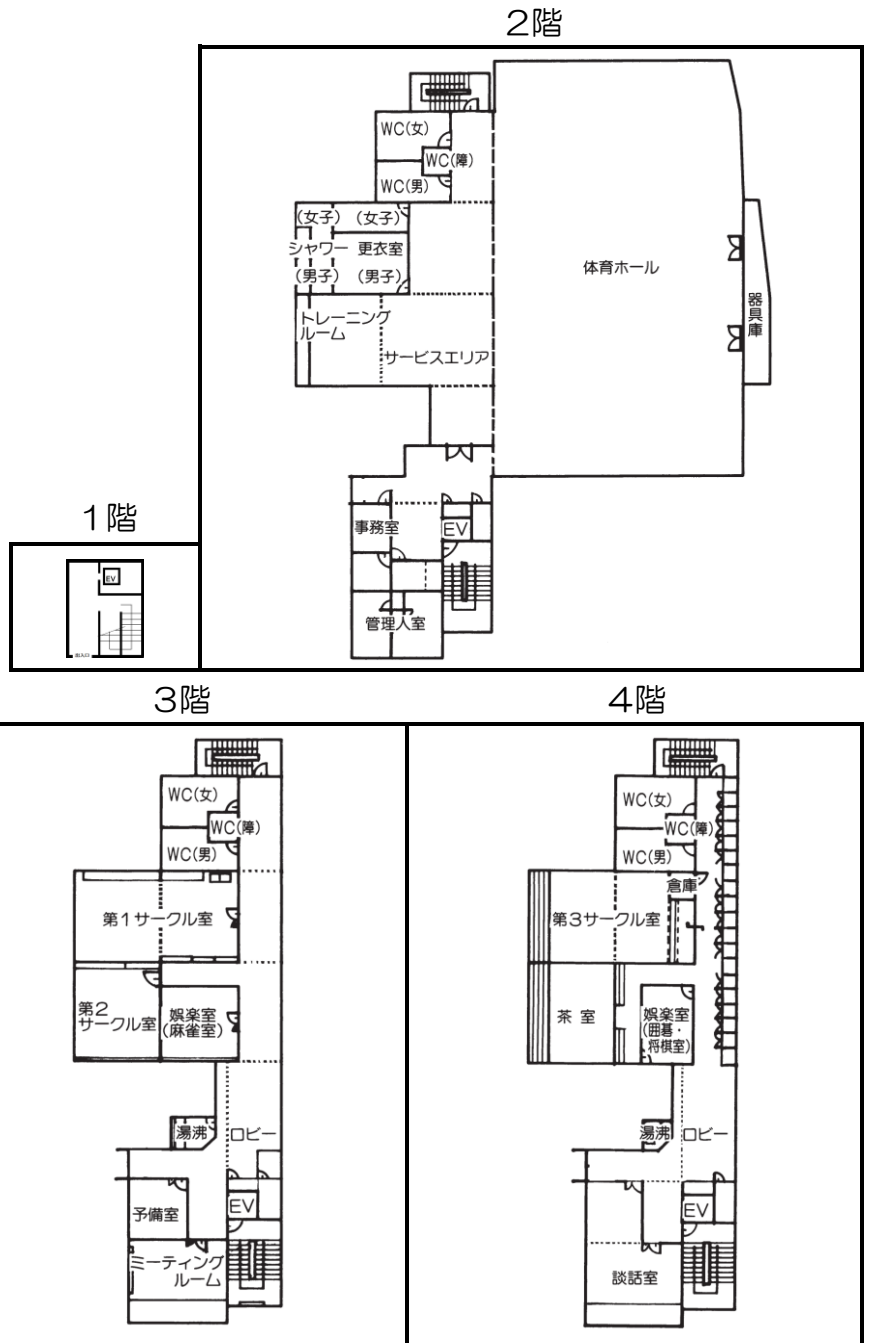 2階
WC(女)
WC(障)
WC(男)
(女子)
(女子)
シャワー
更衣室
(男子)
(男子)
体育ホール
器具庫
トレーニング
ルーム
サービスエリア
事務室
EV
管理人室
1階
EV
出入口
3階
WC(女)
WC(障)
WC(男)
第1サークル室
第2
サークル室
娯楽室
(麻雀室)
湯沸
ロビー
予備室
EV
ミーティング
ルーム
4階
WC(女)
WC(障)
WC(男)
倉庫
第3サークル室
茶室
娯楽室
(囲碁・
将棋室)
湯沸
ロビー
EV
談話室